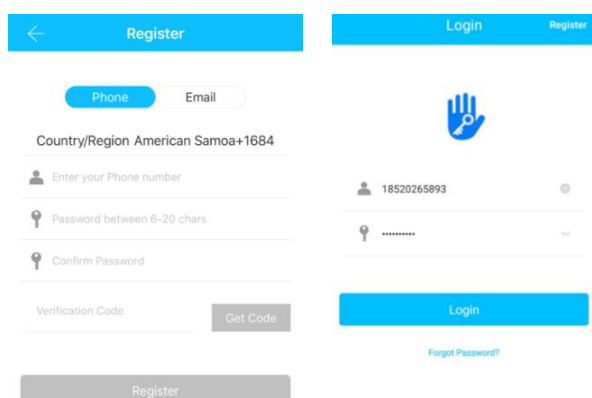 Register
Phone Email
Country/Region American Samoa+1684
Enter your Phone number
Password between 6-20 chars
Confirm Password
Verification Code Get Code
Register
Login Register
18520265893
••••••••••
Login
Forgot Password?